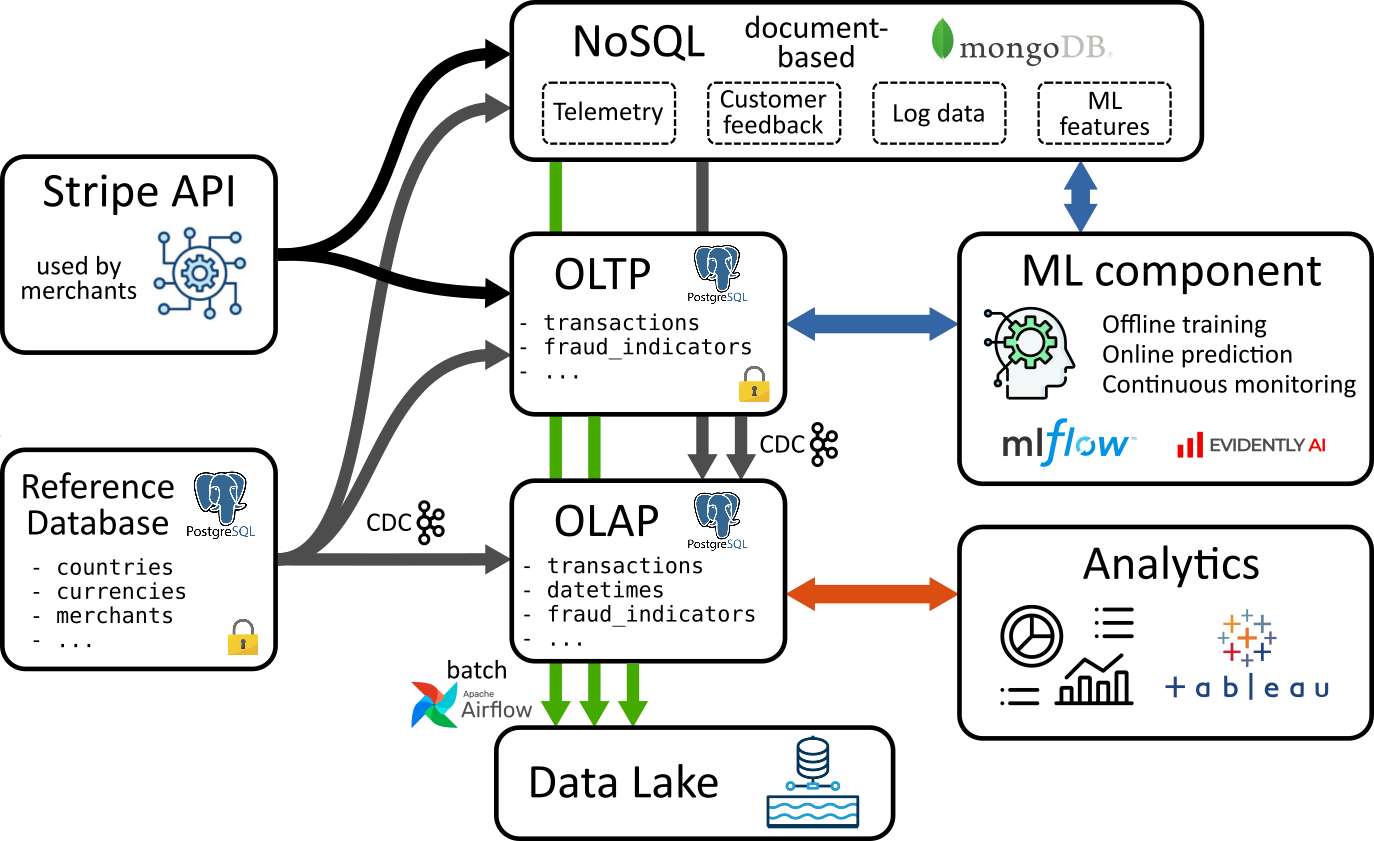 NoSQL
document-
based
mongoDB®
Telemetry
Customer
feedback
Log data
ML
features
Stripe API
used by
merchants
OLTP
PostgreSQL
- transactions
- fraud_indicators
- ...
ML component
Offline training
Online prediction
Continuous monitoring
mlflow™
EVIDENTLY AI
CDC
Reference
Database
PostgreSQL
- countries
- currencies
- merchants
- ...
CDC
OLAP
PostgreSQL
- transactions
- datetimes
- fraud_indicators
- ...
Analytics
+ableau
batch
Apache
Airflow
Data Lake